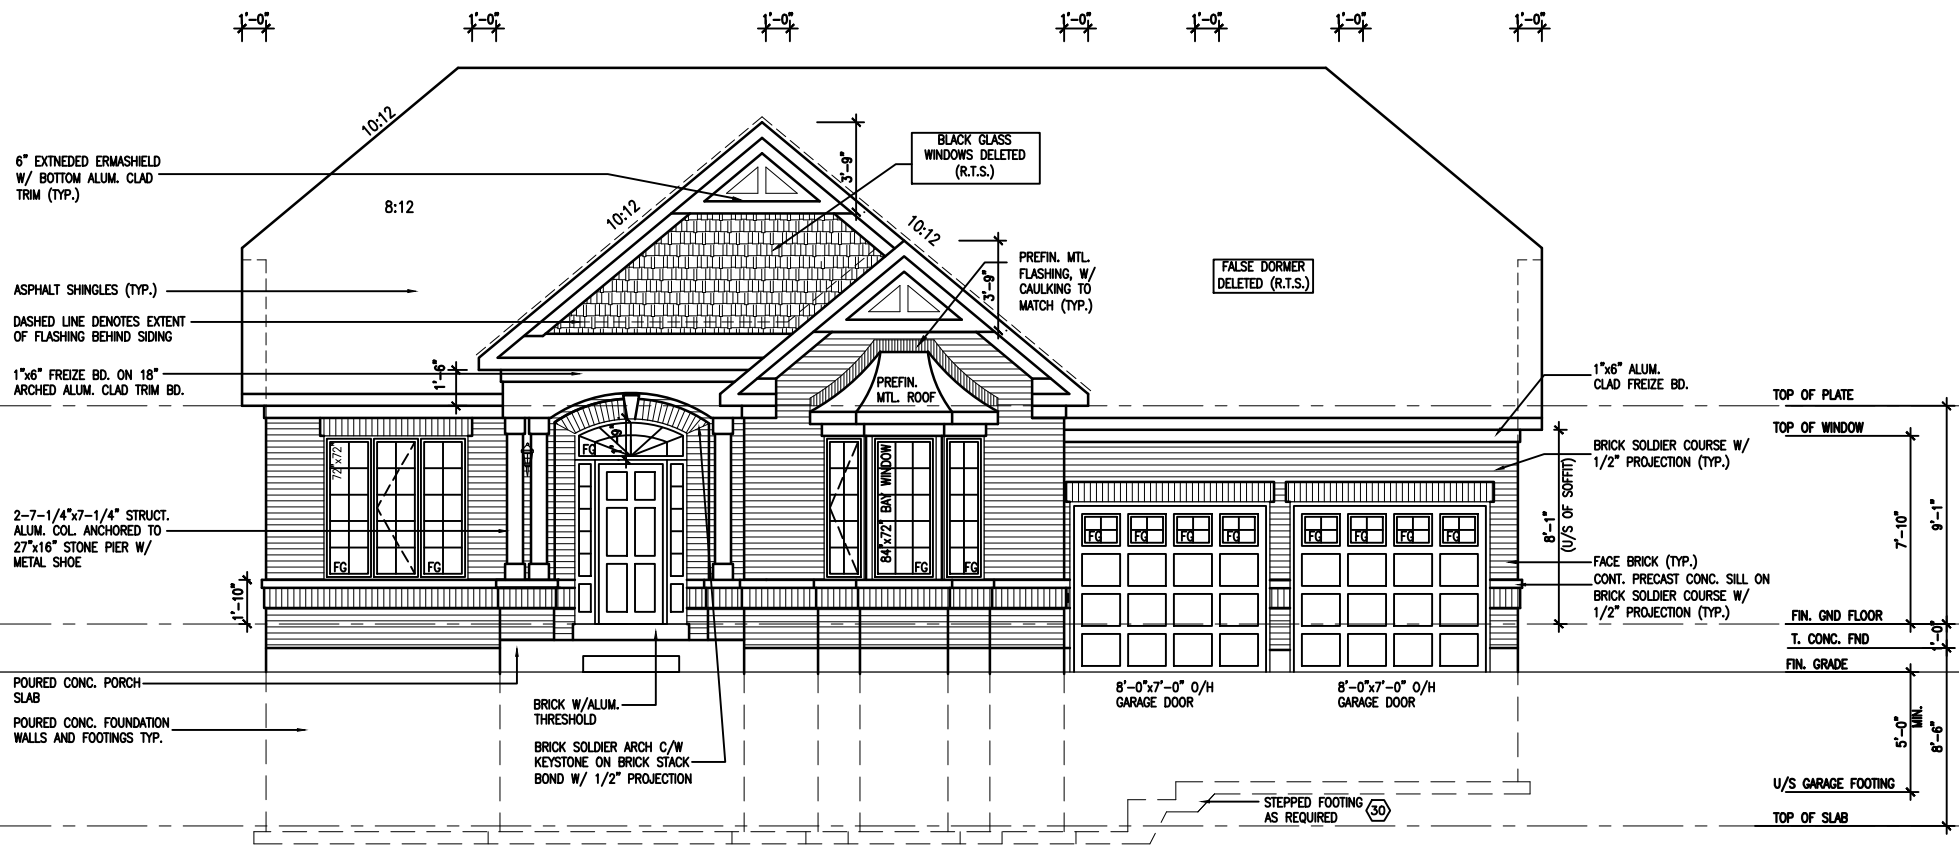 1'-0"
1'-0"
1'-0"
1'-0"
1'-0"
1'-0"
1'-0"
10:12
6" EXTNEDED ERMASHIELD
W/ BOTTOM ALUM. CLAD
TRIM (TYP.)
8:12
10:12
3'-9"
BLACK GLASS
WINDOWS DELETED
(R.T.S.)
10:12
3'-9"
PREFIN. MTL.
FLASHING, W/
CAULKING TO
MATCH (TYP.)
FALSE DORMER
DELETED (R.T.S.)
ASPHALT SHINGLES (TYP.)
DASHED LINE DENOTES EXTENT
OF FLASHING BEHIND SIDING
1"x6" FREIZE BD. ON 18"
ARCHED ALUM. CLAD TRIM BD.
1'-6"
PREFIN.
MTL. ROOF
1"x6" ALUM.
CLAD FREIZE BD.
TOP OF PLATE
TOP OF WINDOW
BRICK SOLDIER COURSE W/
1/2" PROJECTION (TYP.)
72"x72"
FG
FG
FG
1'-9"
84"x72" BAY WINDOW
FG
FG
FG
FG
FG
FG
FG
FG
FG
FG
8'-1"
(U/S OF SOFFIT)
7'-10"
9'-1"
2-7-1/4"x7-1/4" STRUCT.
ALUM. COL. ANCHORED TO
27"x16" STONE PIER W/
METAL SHOE
1'-10"
FACE BRICK (TYP.)
CONT. PRECAST CONC. SILL ON
BRICK SOLDIER COURSE W/
1/2" PROJECTION (TYP.)
FIN. GND FLOOR
T. CONC. FND
1'-0"
FIN. GRADE
POURED CONC. PORCH
SLAB
POURED CONC. FOUNDATION
WALLS AND FOOTINGS TYP.
BRICK W/ALUM.
THRESHOLD
BRICK SOLDIER ARCH C/W
KEYSTONE ON BRICK STACK
BOND W/ 1/2" PROJECTION
8'-0"x7'-0" O/H
GARAGE DOOR
8'-0"x7'-0" O/H
GARAGE DOOR
5'-0"
MIN.
8'-6"
U/S GARAGE FOOTING
STEPPED FOOTING
AS REQUIRED
30
TOP OF SLAB